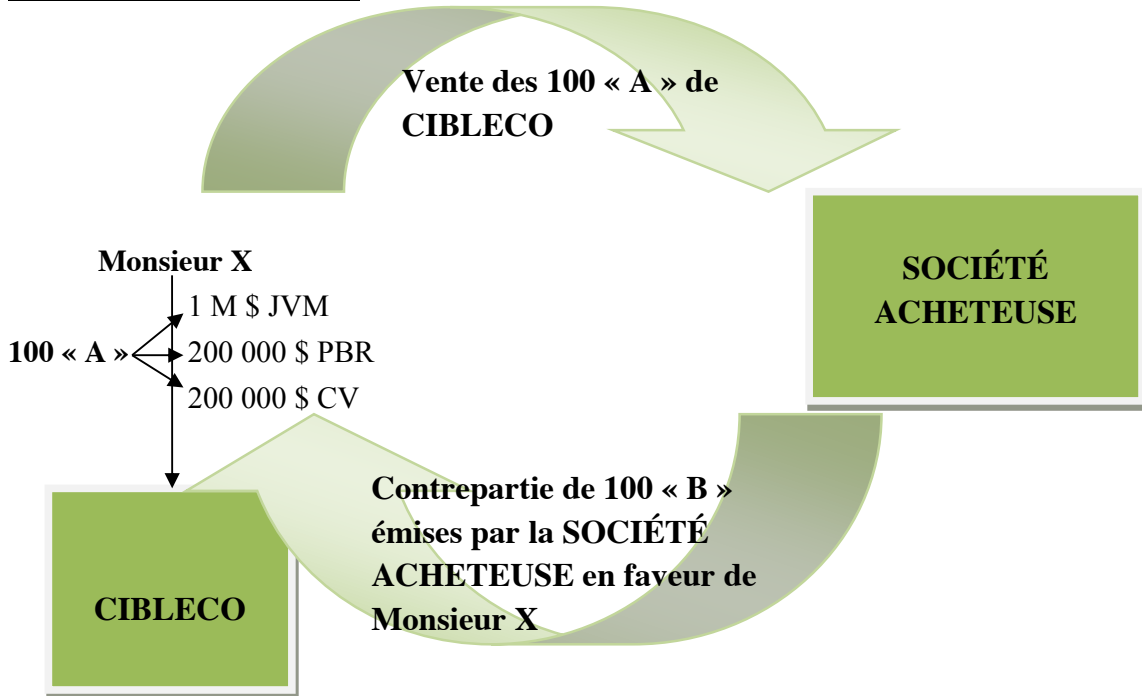 Vente des 100 « A » de
CIBLECO
Monsieur X
1 M $ JVM
100 « A »
200 000 $ PBR
200 000 $ CV
SOCIÉTÉ
ACHETEUSE
Contrepartie de 100 « B »
émises par la SOCIÉTÉ
ACHETEUSE en faveur de
Monsieur X
CIBLECO